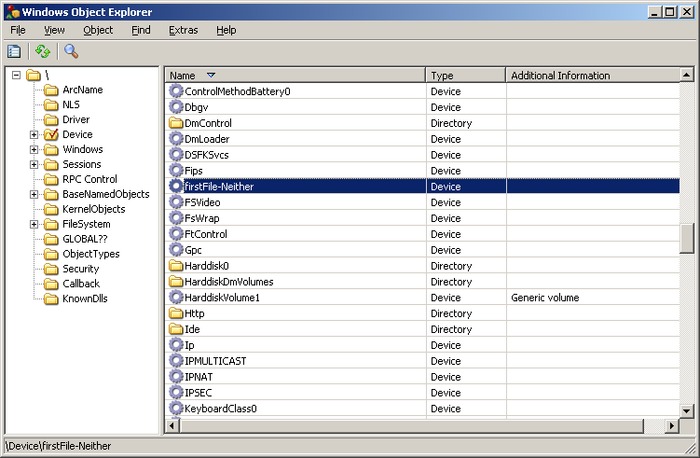 Windows Object Explorer
File View Object Find Extras Help
\
ArcName
NLS
Driver
Device
Windows
Sessions
RPC Control
BaseNamedObjects
KernelObjects
FileSystem
GLOBAL??
ObjectTypes
Security
Callback
KnownDlls
Name Type Additional Information
ControlMethodBattery0 Device
Dbgv Device
DmControl Directory
DmLoader Device
DSFKSvcs Device
Fips Device
firstFile-Neither Device
FSVideo Device
FsWrap Device
FtControl Device
Gpc Device
Harddisk0 Directory
HarddiskDmVolumes Directory
HarddiskVolume1 Device Generic volume
Http Directory
Ide Directory
Ip Device
IPMULTICAST Device
IPNAT Device
IPSEC Device
KeyboardClass0 Device
\Device\firstFile-Neither